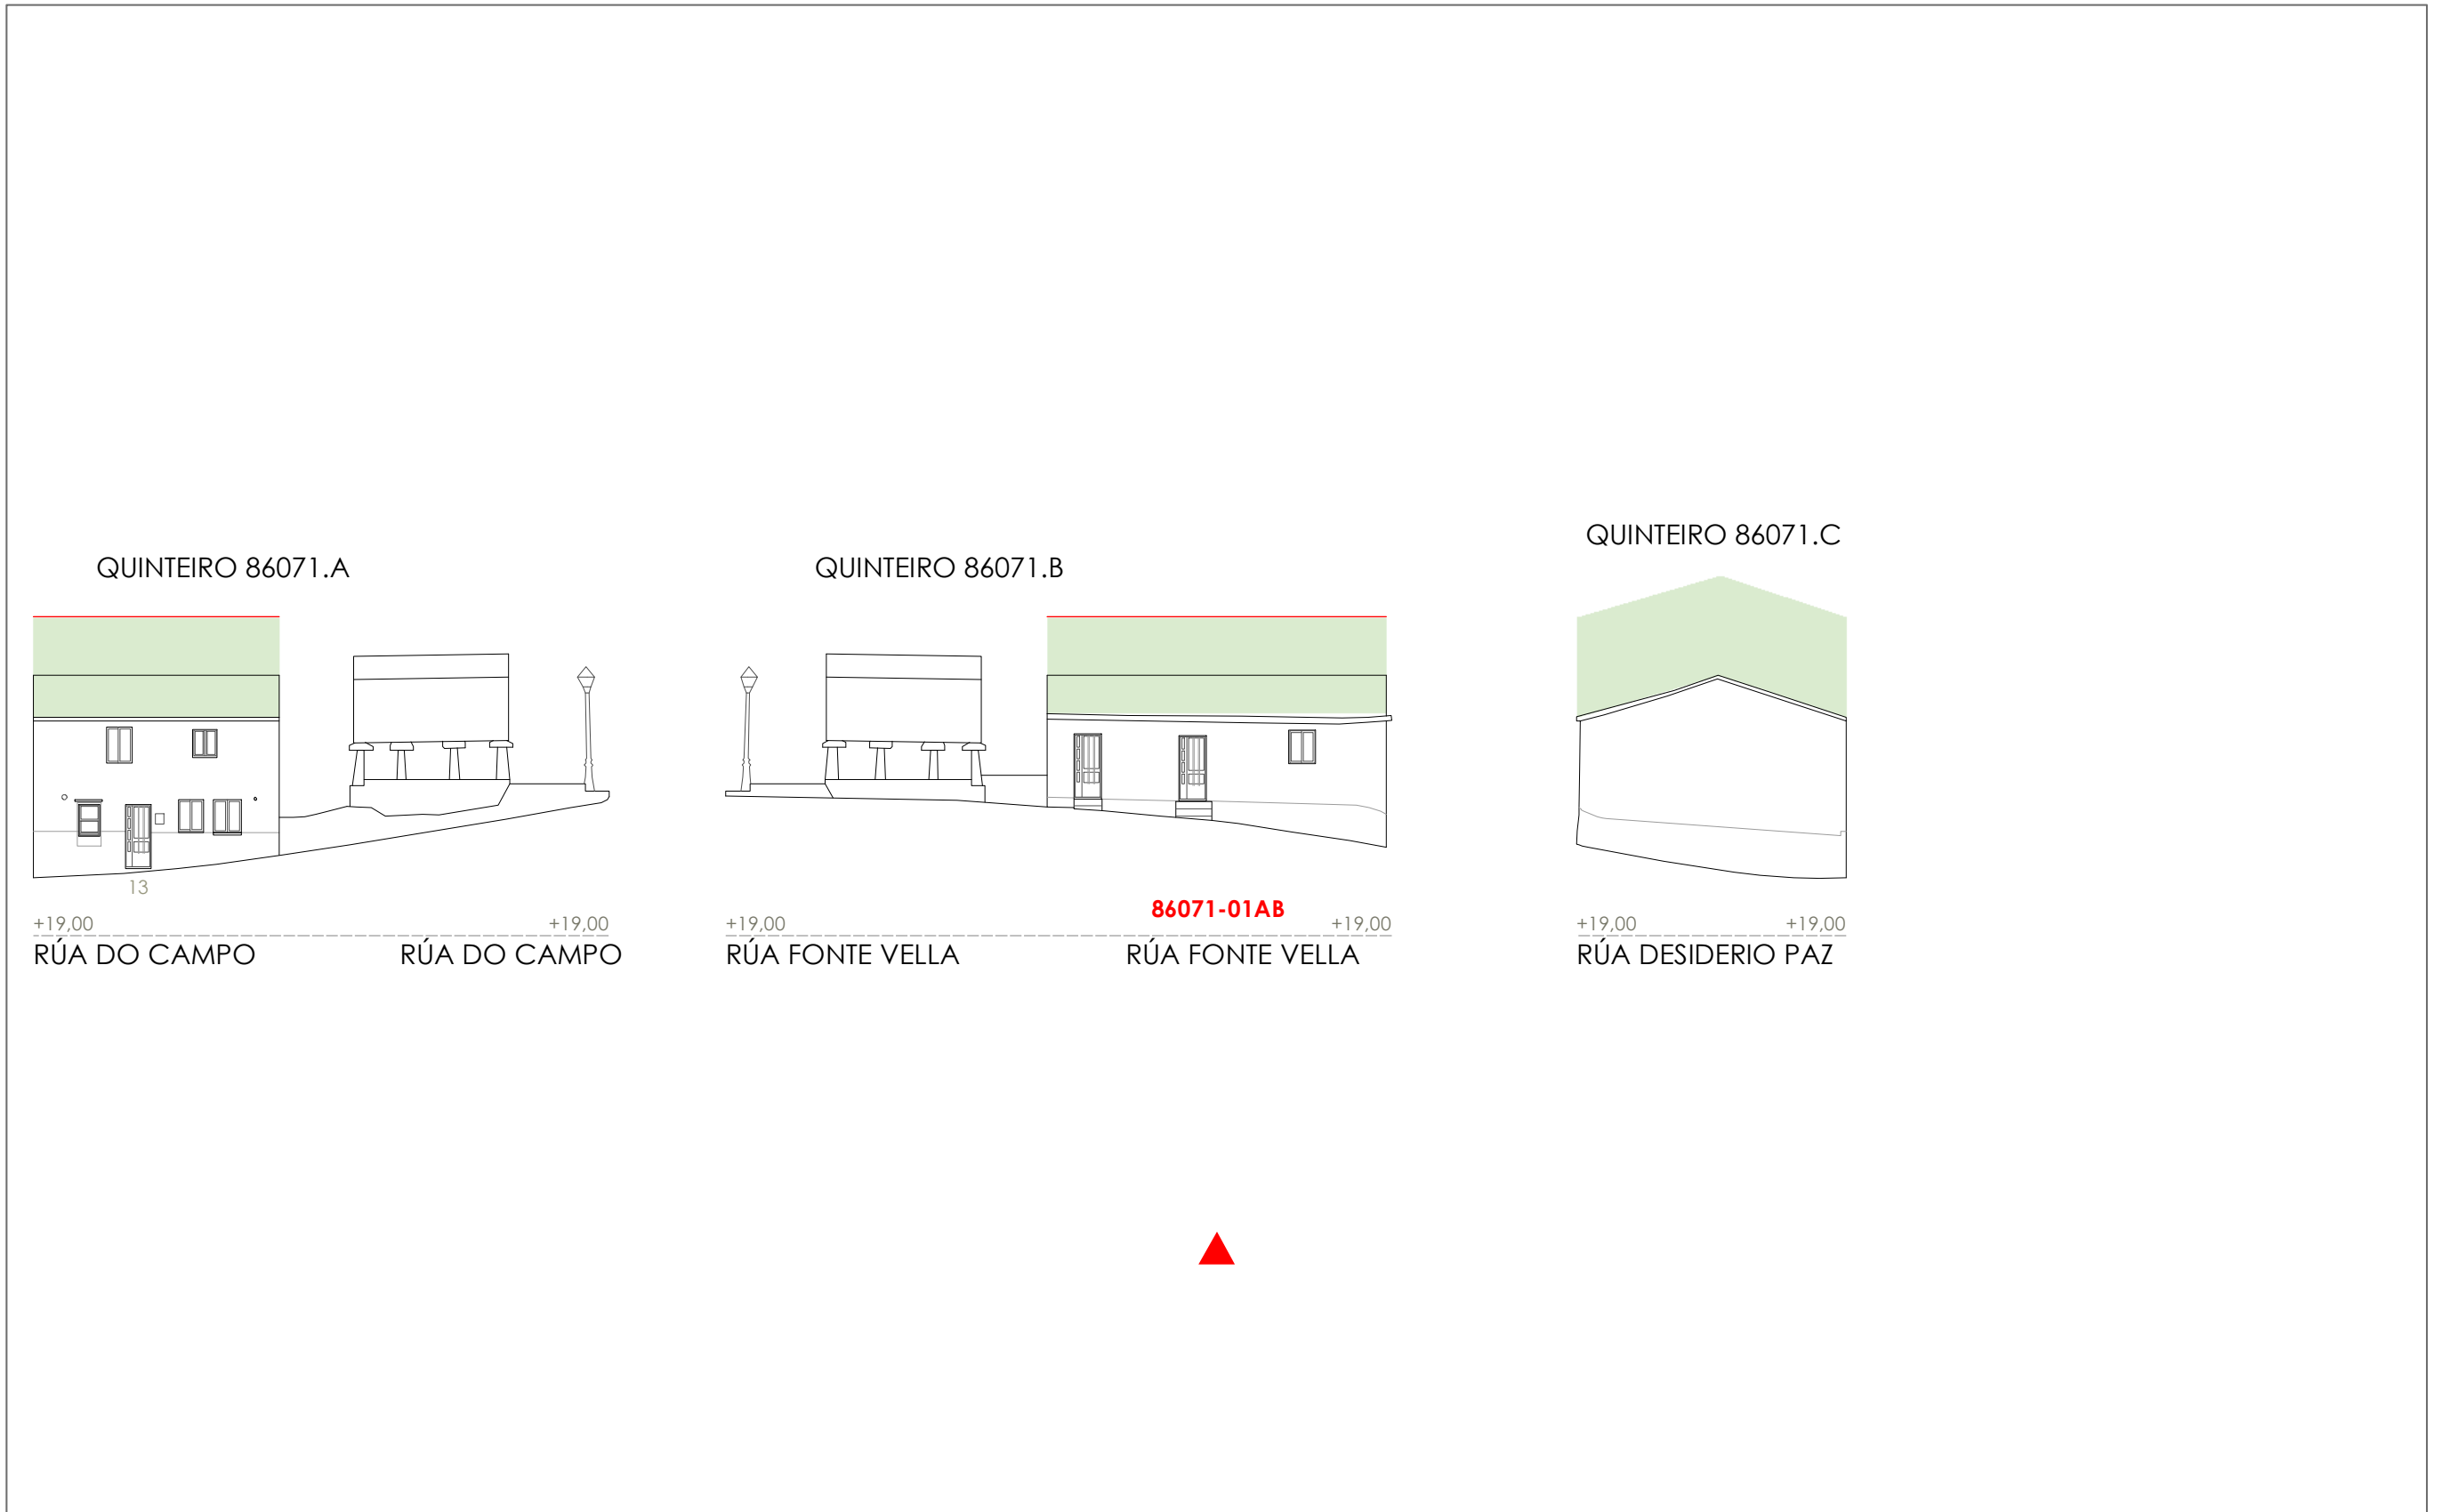 QUINTEIRO 86071.C
QUINTEIRO 86071.A
QUINTEIRO 86071.B
13
86071-01AB
+19,00 +19,00 +19,00 +19,00 +19,00 +19,00
RÚA DO CAMPO RÚA DO CAMPO RÚA FONTE VELLA RÚA FONTE VELLA RÚA DESIDERIO PAZ